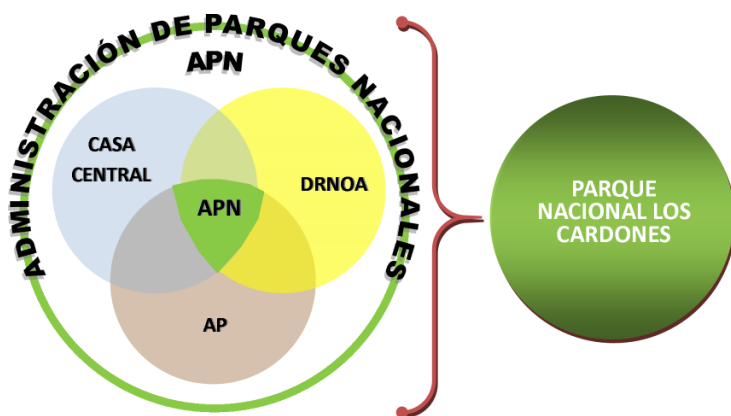 ADMINISTRACIÓN DE PARQUES NACIONALES
APN
CASA
CENTRAL
DRNOA
APN
AP
PARQUE
NACIONAL LOS
CARDONES